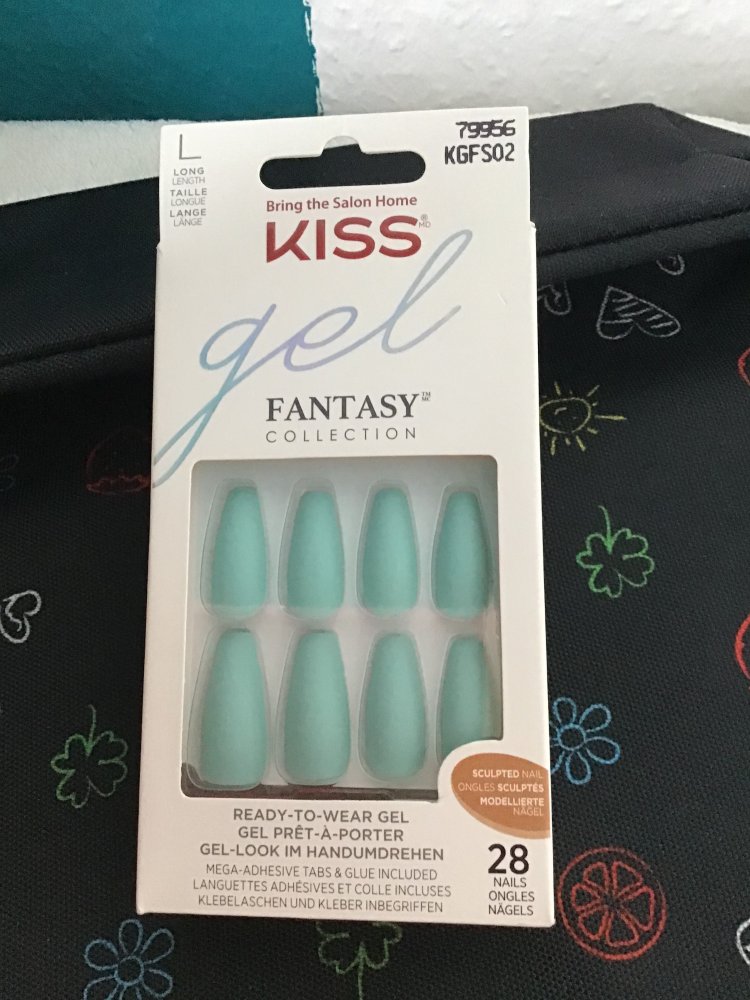 L
LONG
LENGTH
TAILLE
LONGUE
LANGE
LÄNGE
79956
KGFS02
Bring the Salon Home
KISS®MD
gel
FANTASY™MC
COLLECTION
SCULPTED NAIL
ONGLES SCULPTÉS
MODELLIERTE
NÄGEL
READY-TO-WEAR GEL
GEL PRÊT-À-PORTER
GEL-LOOK IM HANDUMDREHEN
MEGA-ADHESIVE TABS & GLUE INCLUDED
LANGUETTES ADHÉSIVES ET COLLE INCLUSES
KLEBELASCHEN UND KLEBER INBEGRIFFEN
28
NAILS
ONGLES
NÄGELS